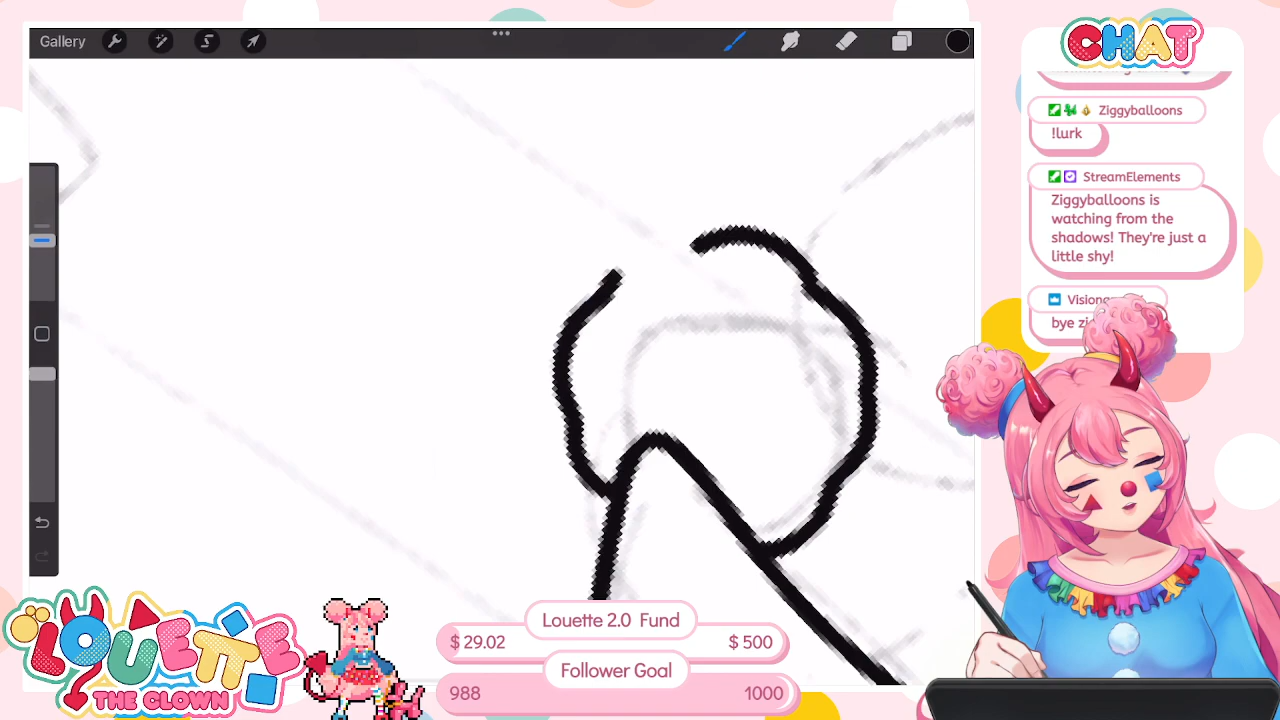 Gallery
CHAT
Ziggyballoons
!lurk
StreamElements
Ziggyballoons is
watching from the
shadows! They're just a
little shy!
bye
Louette 2.0 Fund
$ 29.02
$ 500
Follower Goal
988
1000
LOUETTE
THE CLOWN